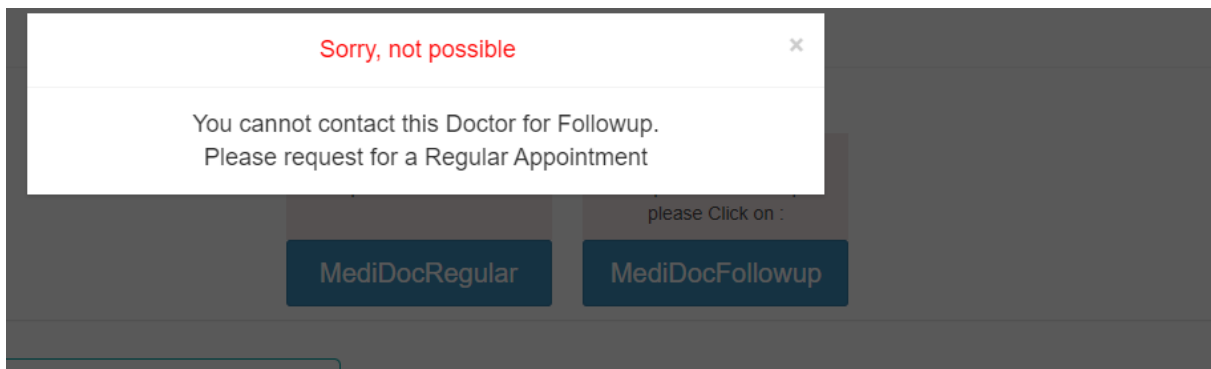 Sorry, not possible
×
You cannot contact this Doctor for Followup.
Please request for a Regular Appointment
please Click on :
MediDocRegular
MediDocFollowup